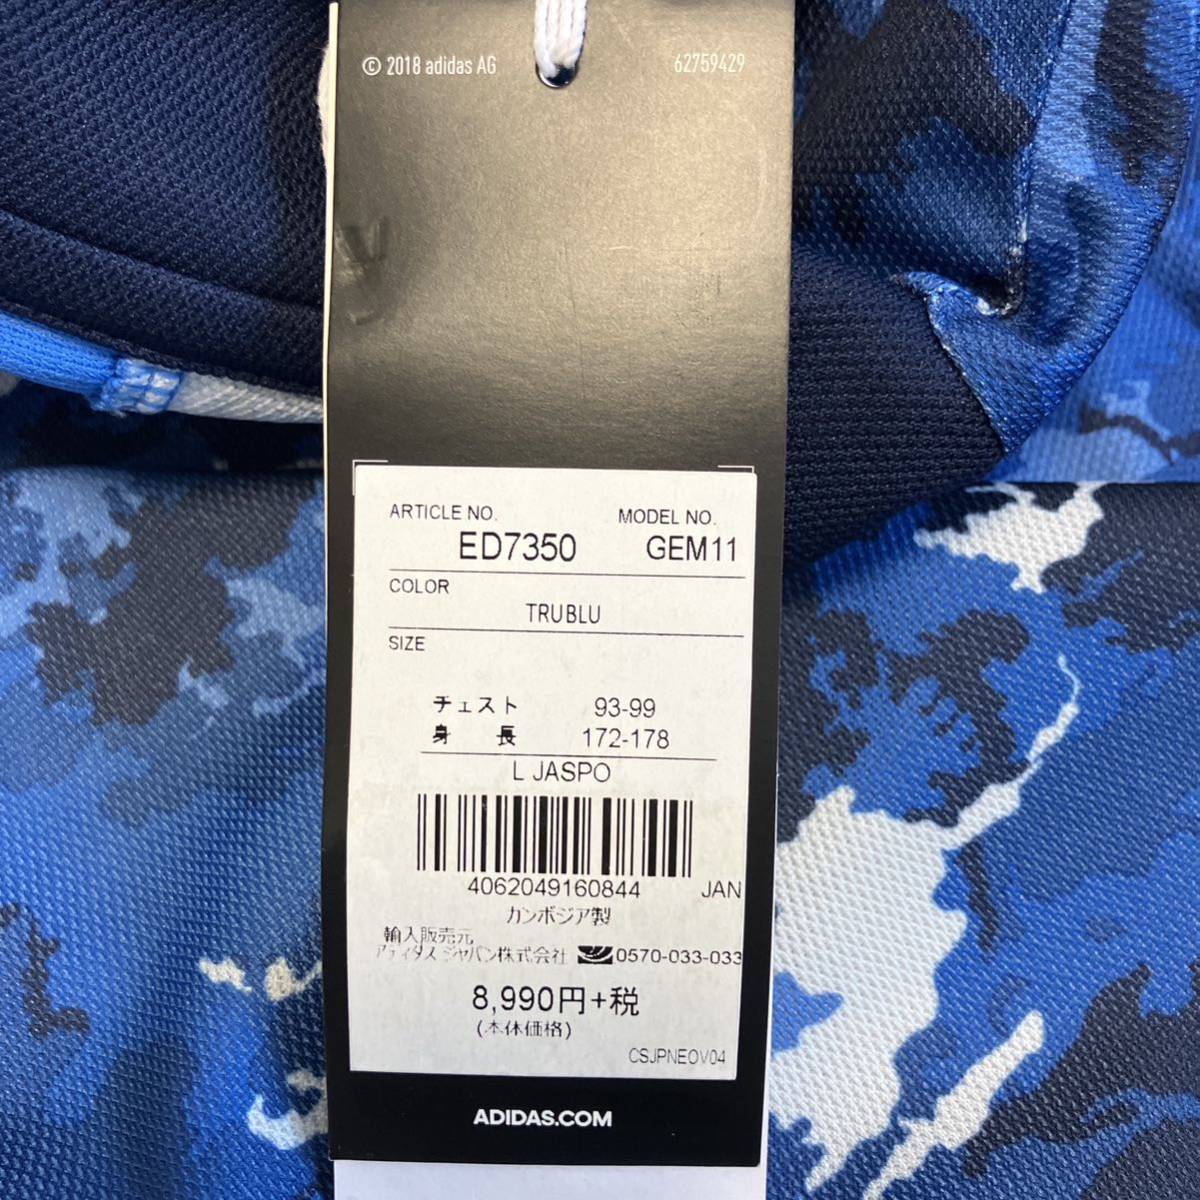 © 2018 adidas AG 62759429
ARTICLE NO. MODEL NO.
ED7350 GEM11
COLOR
TRUBLU
SIZE
チェスト 93-99
身長 172-178
L JASPO
4062049160844 JAN
カンボジア製
輸入販売元
アディダス ジャパン株式会社 0570-033-033
8,990円+税
(本体価格)
CSJPNEOV04
ADIDAS.COM